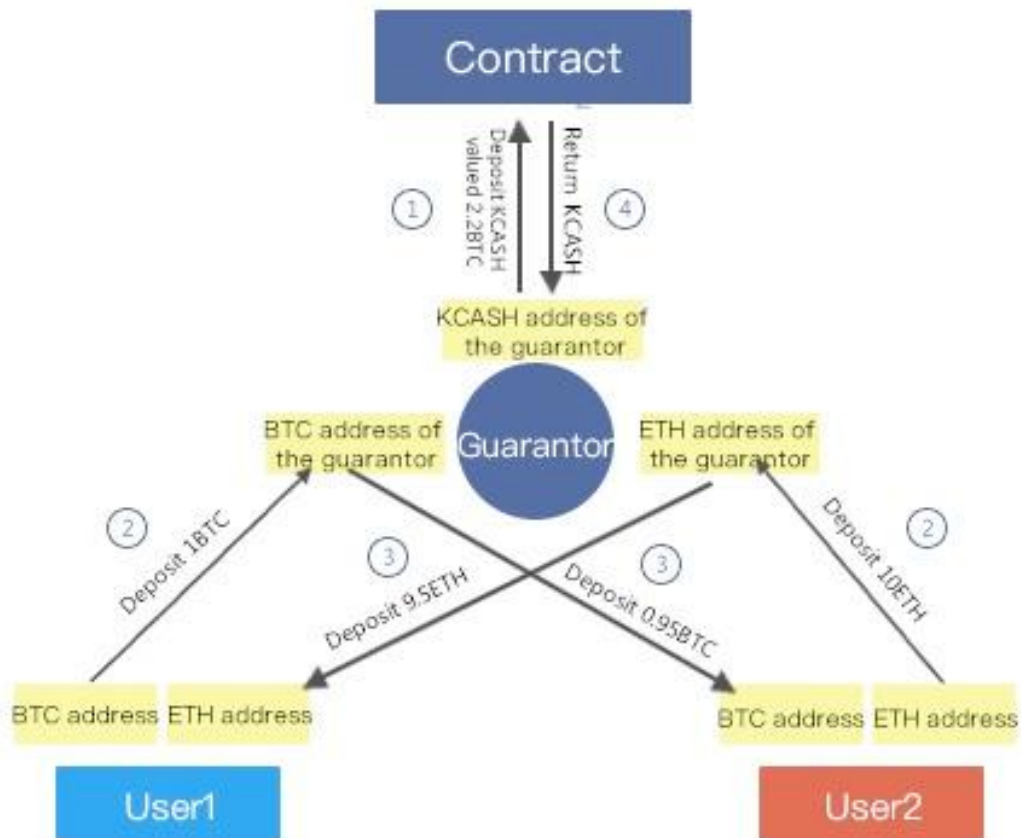 Contract
Deposit KCASH
valued 2.2BTC
Return KCASH
1
4
KCASH address of
the guarantor
BTC address of
the guarantor
Guarantor
ETH address of
the guarantor
2
Deposit 1BTC
3
Deposit 9.5ETH
3
Deposit 0.95BTC
2
Deposit 10ETH
BTC address
ETH address
BTC address
ETH address
User1
User2